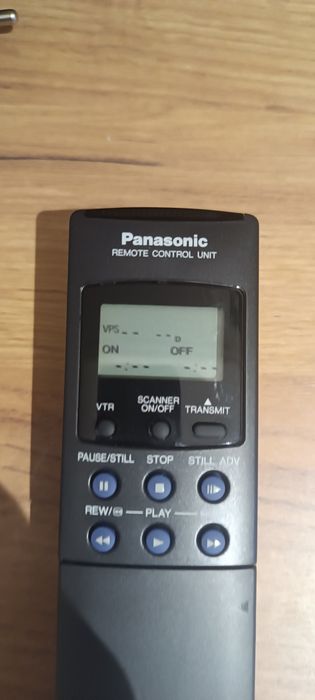 Panasonic
REMOTE CONTROL UNIT
VPS -- -- D
ON OFF
--:-- --:--
SCANNER
VTR ON/OFF TRANSMIT
PAUSE/STILL STOP STILL ADV
REW/ PLAY